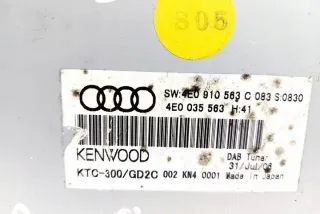 805
SW:4E0 910 563 C 083 S:0830
4E0 035 563 H:41
KENWOOD
DAB Tuner
31/Jul/06
KTC-300/GD2C 002 KN4 0001 Made in Japan